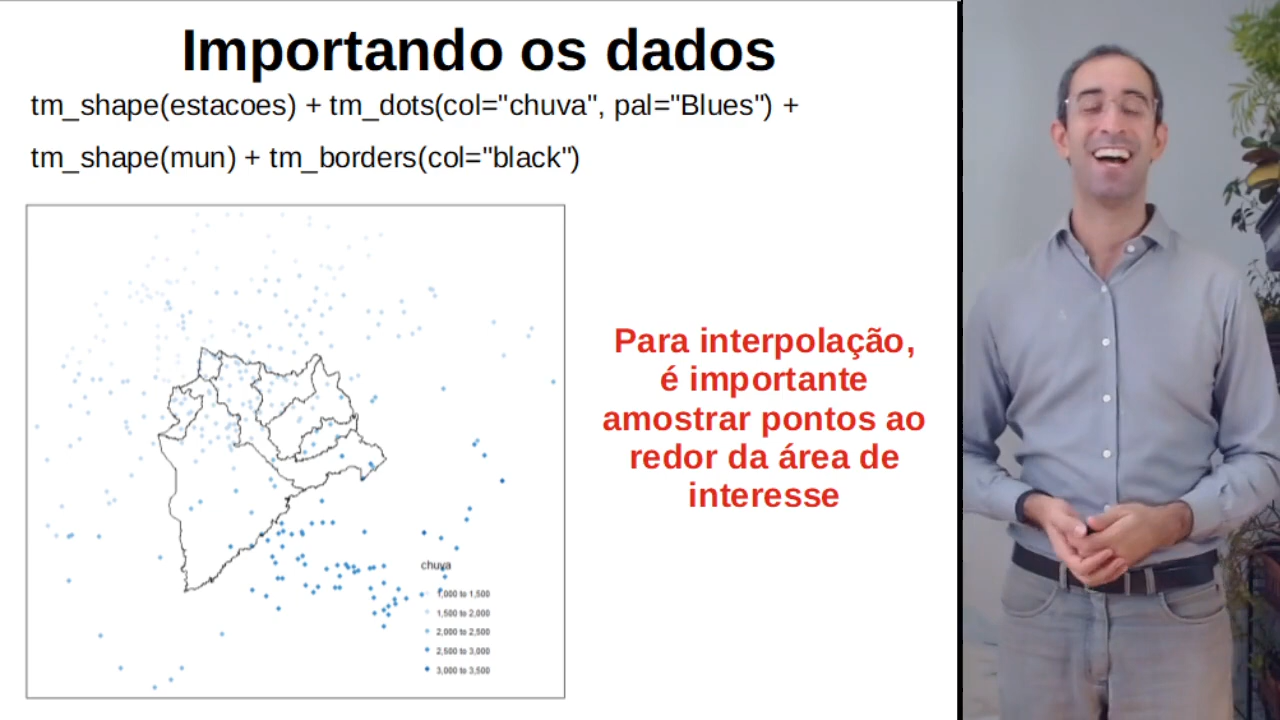 Importando os dados
tm_shape(estacoes) + tm_dots(col="chuva", pal="Blues") +
tm_shape(mun) + tm_borders(col="black")
Para interpolação,
é importante
amostrar pontos ao
redor da área de
interesse
chuva
1,000 to 1,500
1,500 to 2,000
2,000 to 2,500
2,500 to 3,000
3,000 to 3,500